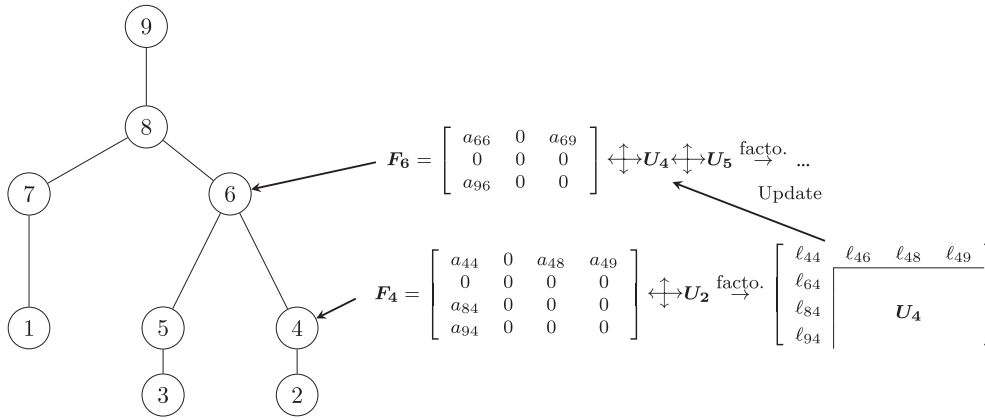 9
8
7
6
1
5
4
3
2
F6 = [ a66 0 a69 ] U4 U5 facto. → ...
0 0 0
a96 0 0
Update
F4 = [ a44 0 a48 a49 ] U2 facto. →
0 0 0 0
a84 0 0 0
a94 0 0 0
ℓ44 ℓ46 ℓ48 ℓ49
ℓ64
ℓ84 U4
ℓ94